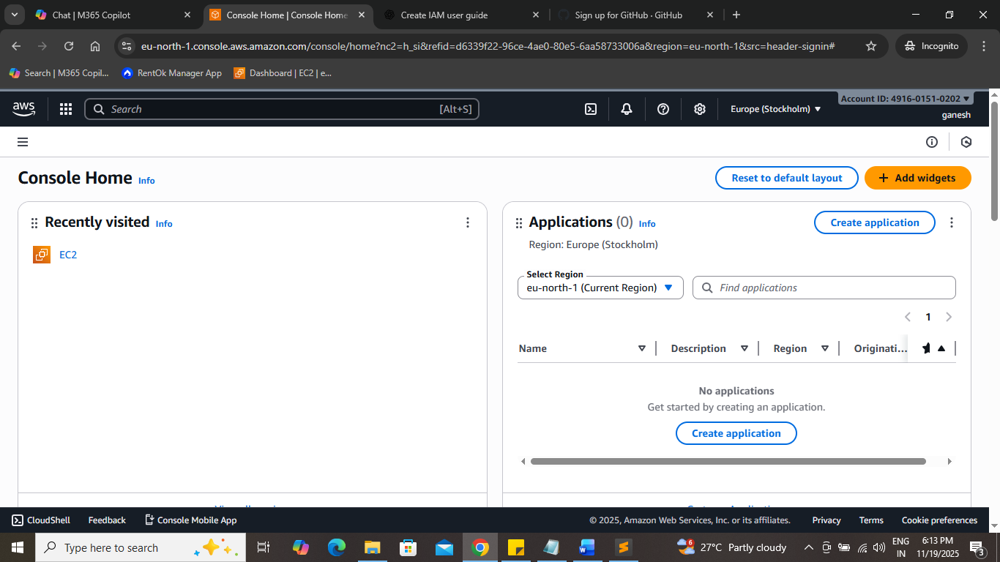 Chat | M365 Copilot
Console Home | Console Home
Create IAM user guide
Sign up for GitHub · GitHub
eu-north-1.console.aws.amazon.com/console/home?nc2=h_si&refid=d6339f22-96ce-4ae0-80e5-6aa58733006a&region=eu-north-1&src=header-signin#
Incognito
Search | M365 Copil...
RentOk Manager App
Dashboard | EC2 | e...
aws
Search
[Alt+S]
Europe (Stockholm)
Account ID: 4916-0151-0202
ganesh
Console Home Info
Reset to default layout
Add widgets
Recently visited Info
EC2
Applications (0) Info
Create application
Region: Europe (Stockholm)
Select Region
eu-north-1 (Current Region)
Find applications
1
Name
Description
Region
Originati...
No applications
Get started by creating an application.
Create application
CloudShell
Feedback
Console Mobile App
© 2025, Amazon Web Services, Inc. or its affiliates.
Privacy
Terms
Cookie preferences
Type here to search
6
27°C Partly cloudy
ENG
IN
6:13 PM
11/19/2025
3